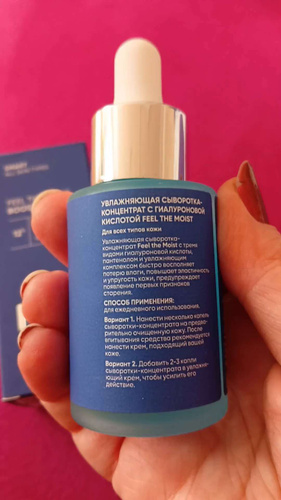 УВЛАЖНЯЮЩАЯ СЫВОРОТКА-
КОНЦЕНТРАТ С ГИАЛУРОНОВОЙ
КИСЛОТОЙ FEEL THE MOIST
Для всех типов кожи
Увлажняющая сыворотка-
концентрат Feel the Moist с тремя
видами гиалуроновой кислоты,
пантенолом и увлажняющим
комплексом быстро восполняет
потерю влаги, повышает эластичность
и упругость кожи, предупреждает
появление первых признаков
старения.
СПОСОБ ПРИМЕНЕНИЯ:
для ежедневного использования.
Вариант 1. Нанести несколько капель
сыворотки-концентрата на предва-
рительно очищенную кожу. После
впитывания средства рекомендуется
нанести крем, подходящий вашей
коже.
Вариант 2. Добавить 2-3 капли
сыворотки-концентрата в увлажня-
ющий крем, чтобы усилить его
действие.
FEEL